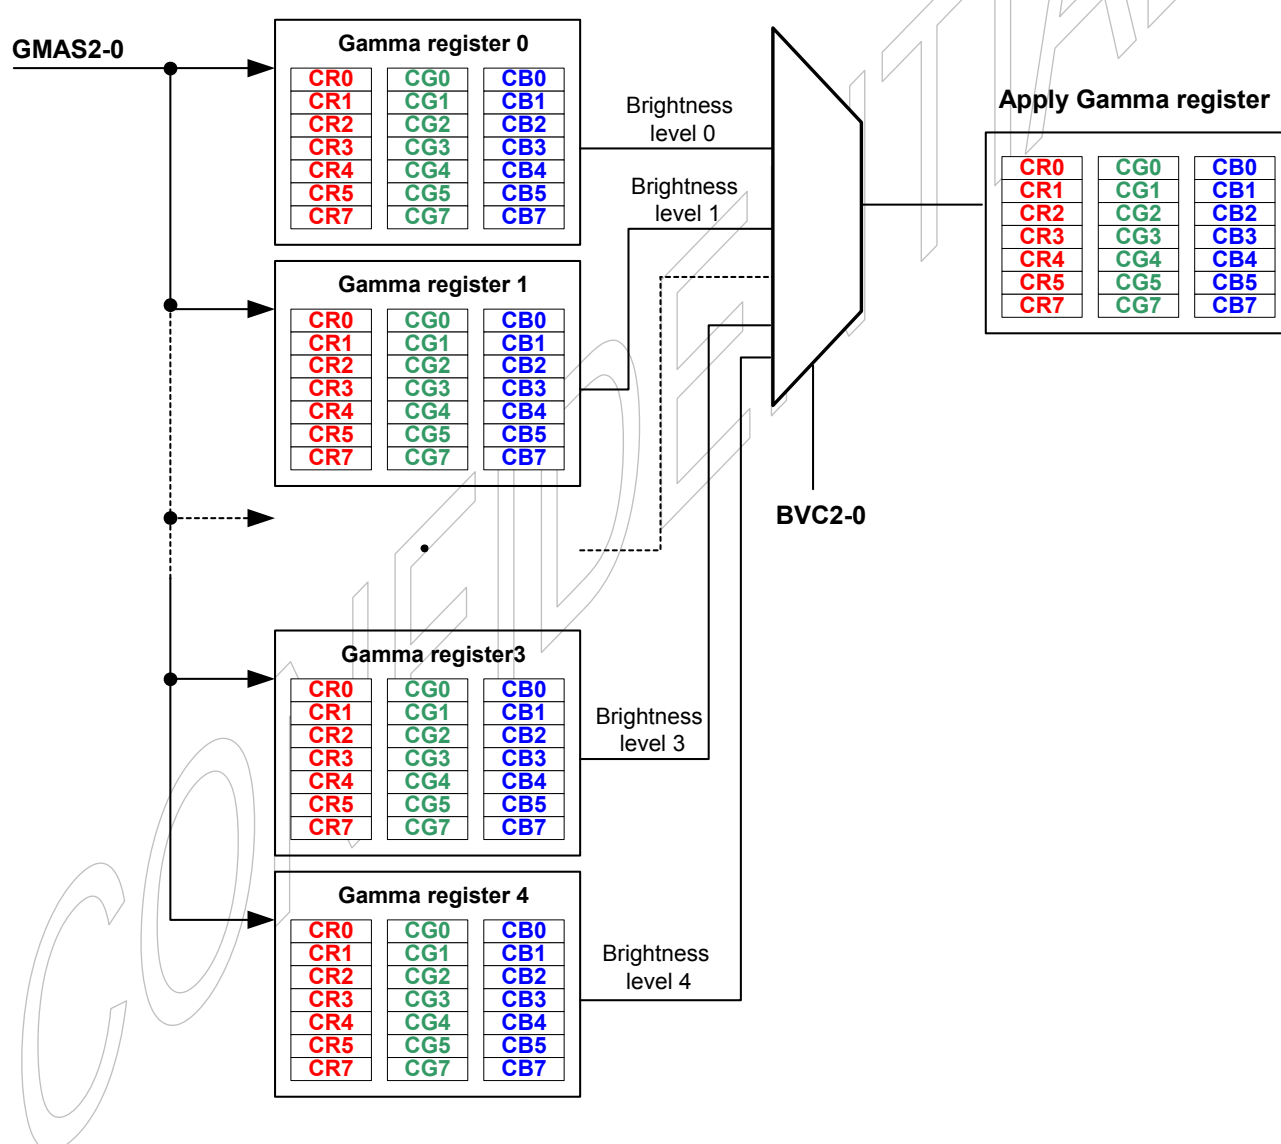 GMAS2-0
Gamma register 0
CR0 CG0 CB0
CR1 CG1 CB1
CR2 CG2 CB2
CR3 CG3 CB3
CR4 CG4 CB4
CR5 CG5 CB5
CR7 CG7 CB7
Brightness
level 0
Gamma register 1
CR0 CG0 CB0
CR1 CG1 CB1
CR2 CG2 CB2
CR3 CG3 CB3
CR4 CG4 CB4
CR5 CG5 CB5
CR7 CG7 CB7
Brightness
level 1
Gamma register3
CR0 CG0 CB0
CR1 CG1 CB1
CR2 CG2 CB2
CR3 CG3 CB3
CR4 CG4 CB4
CR5 CG5 CB5
CR7 CG7 CB7
Brightness
level 3
Gamma register 4
CR0 CG0 CB0
CR1 CG1 CB1
CR2 CG2 CB2
CR3 CG3 CB3
CR4 CG4 CB4
CR5 CG5 CB5
CR7 CG7 CB7
Brightness
level 4
BVC2-0
Apply Gamma register
CR0 CG0 CB0
CR1 CG1 CB1
CR2 CG2 CB2
CR3 CG3 CB3
CR4 CG4 CB4
CR5 CG5 CB5
CR7 CG7 CB7